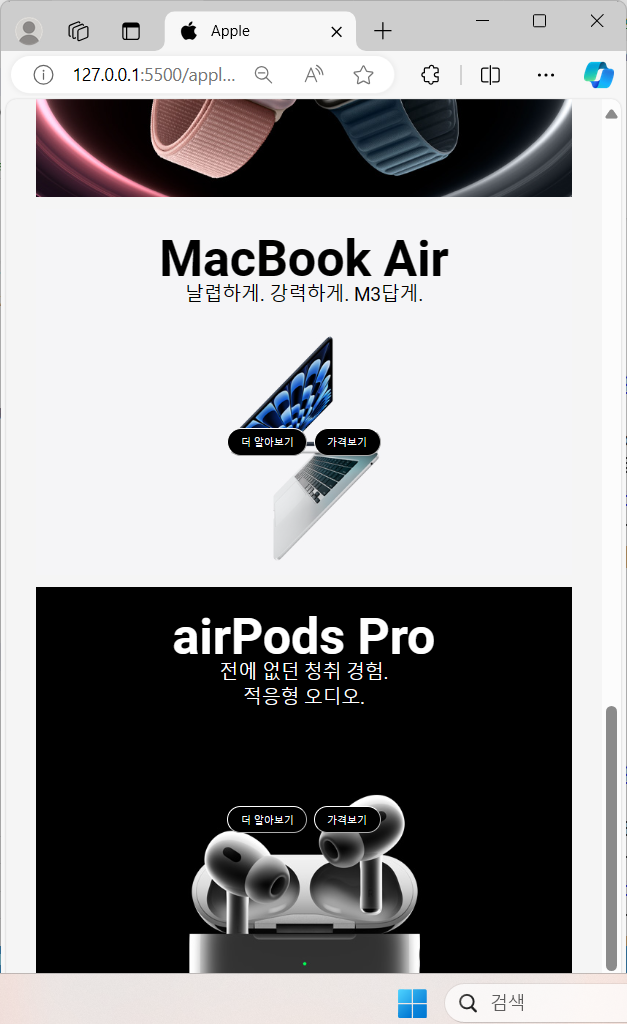 Apple
127.0.0.1:5500/appl...
MacBook Air
날렵하게. 강력하게. M3답게.
더 알아보기 가격보기
airPods Pro
전에 없던 청취 경험.
적응형 오디오.
더 알아보기 가격보기
검색